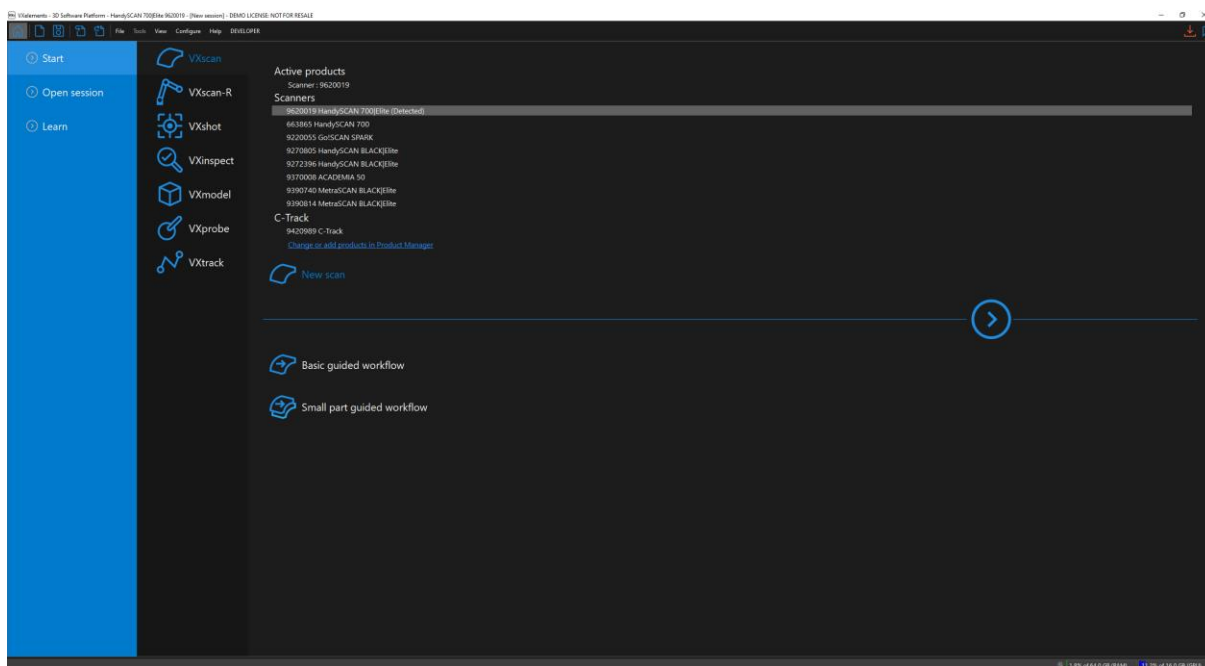 VXelements - 3D Software Platform - HandySCAN 700|Elite 9620019 - [New session] - DEMO LICENSE: NOT FOR RESALE
File Tools View Configure Help DEVELOPER
Start
Open session
Learn
VXscan
VXscan-R
VXshot
VXinspect
VXmodel
VXprobe
VXtrack
Active products
Scanner : 9620019
Scanners
9620019 HandySCAN 700|Elite (Detected)
663865 HandySCAN 700
9220055 Go!SCAN SPARK
9270805 HandySCAN BLACK|Elite
9272396 HandySCAN BLACK|Elite
9370008 ACADEMIA 50
9390740 MetraSCAN BLACK|Elite
9390814 MetraSCAN BLACK|Elite
C-Track
9420989 C-Track
Change or add products in Product Manager
New scan
Basic guided workflow
Small part guided workflow